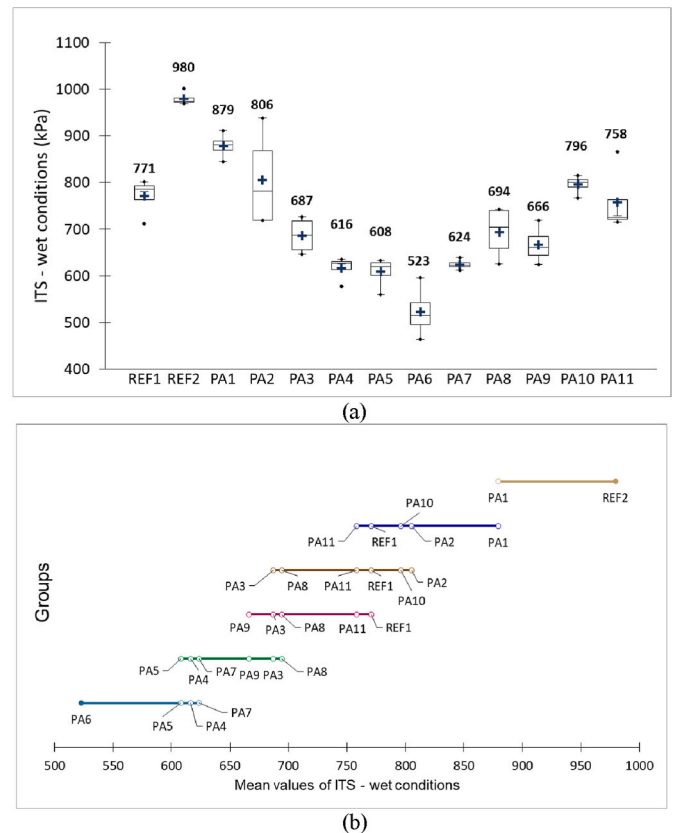 1100
1000
900
800
700
600
500
400
ITS - wet conditions (kPa)
771
980
879
806
687
616
608
523
624
694
666
796
758
REF1 REF2 PA1 PA2 PA3 PA4 PA5 PA6 PA7 PA8 PA9 PA10 PA11
(a)
Groups
PA1 REF2
PA10
PA11 REF1 PA2 PA1
PA3 PA8 PA11 REF1 PA2
PA10
PA9 PA3 PA8 PA11 REF1
PA5 PA7 PA9 PA3 PA8
PA4
PA7
PA6 PA5 PA4
500 550 600 650 700 750 800 850 900 950 1000
Mean values of ITS - wet conditions
(b)